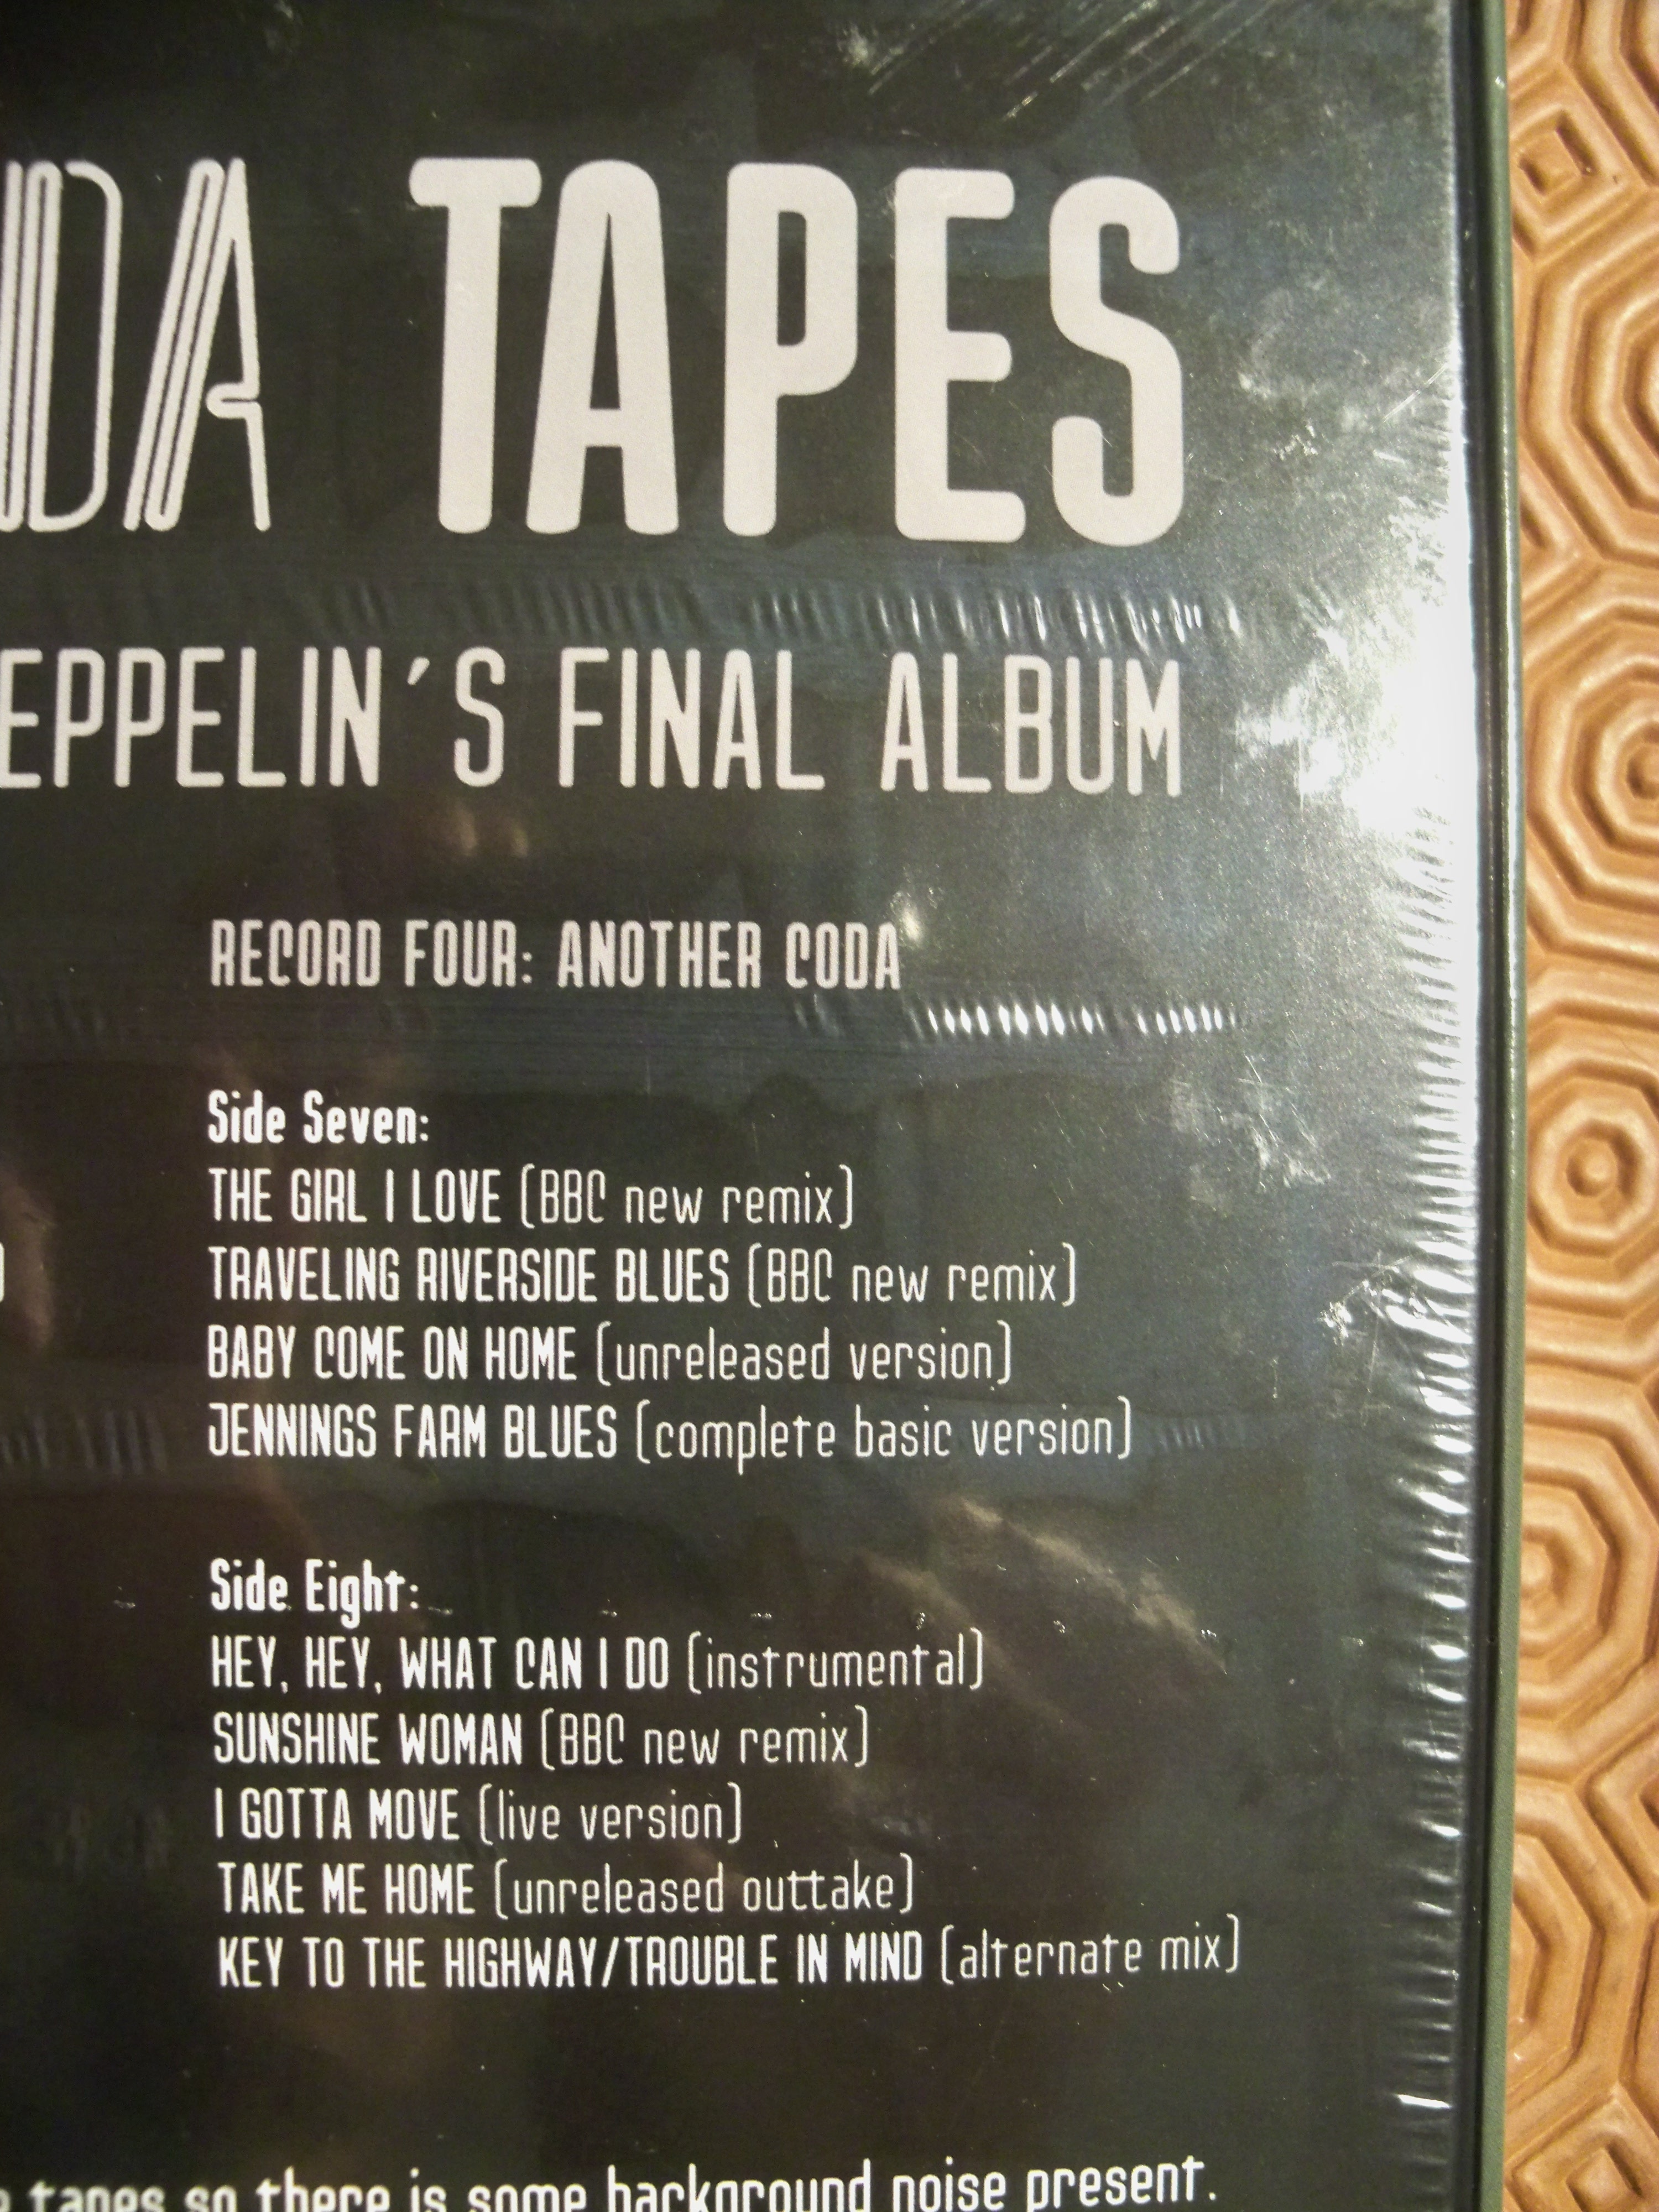 DA TAPES
EPPELIN'S FINAL ALBUM
RECORD FOUR: ANOTHER CODA
Side Seven:
THE GIRL I LOVE (BBC new remix)
TRAVELING RIVERSIDE BLUES (BBC new remix)
BABY COME ON HOME (unreleased version)
JENNINGS FARM BLUES (complete basic version)
Side Eight:
HEY, HEY, WHAT CAN I DO (instrumental)
SUNSHINE WOMAN (BBC new remix)
I GOTTA MOVE (live version)
TAKE ME HOME (unreleased outtake)
KEY TO THE HIGHWAY/TROUBLE IN MIND (alternate mix)
tapes so there is some background noise present.